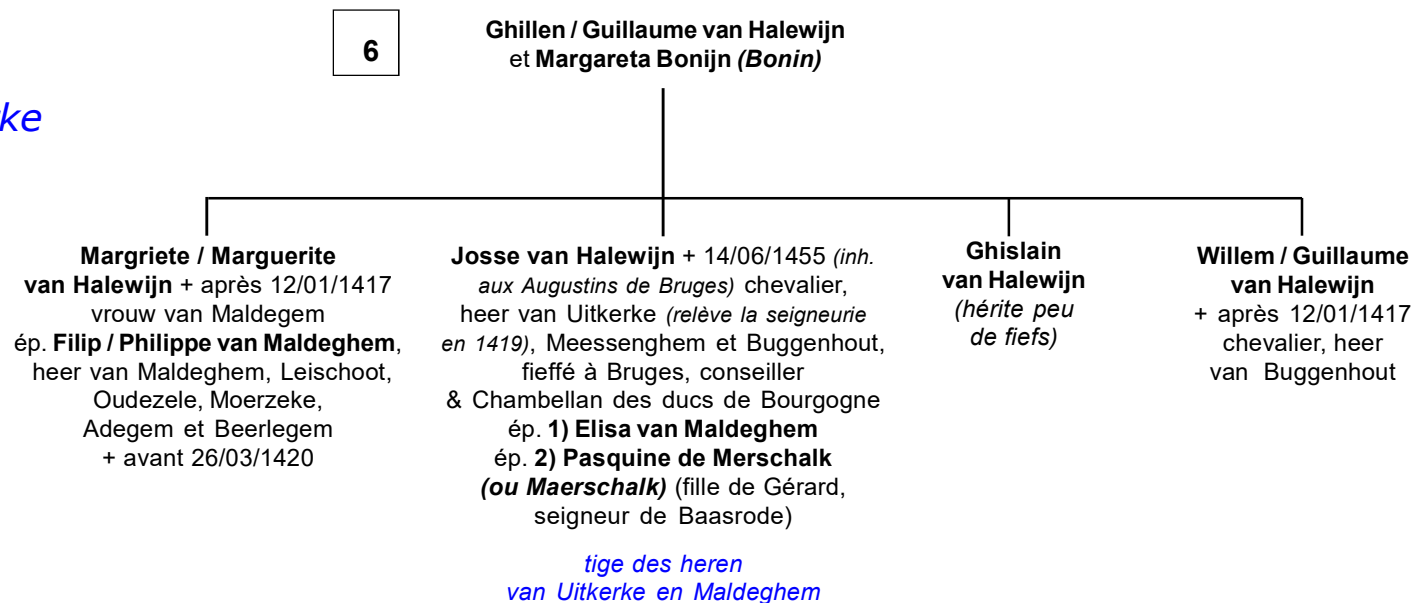 6
Ghillen / Guillaume van Halewijn
et Margareta Bonijn (Bonin)
ke
Margriete / Marguerite
van Halewijn + après 12/01/1417
vrouw van Maldegem
ép. Filip / Philippe van Maldeghem,
heer van Maldeghem, Leischoot,
Oudezele, Moerzeke,
Adegem et Beerlegem
+ avant 26/03/1420
Josse van Halewijn + 14/06/1455 (inh.
aux Augustins de Bruges) chevalier,
heer van Uitkerke (relève la seigneurie
en 1419), Meessenghem et Buggenhout,
fieffé à Bruges, conseiller
& Chambellan des ducs de Bourgogne
ép. 1) Elisa van Maldeghem
ép. 2) Pasquine de Merschalk
(ou Maerschalk) (fille de Gérard,
seigneur de Baasrode)
tige des heren
van Uitkerke en Maldeghem
Ghislain
van Halewijn
(hérite peu
de fiefs)
Willem / Guillaume
van Halewijn
+ après 12/01/1417
chevalier, heer
van Buggenhout